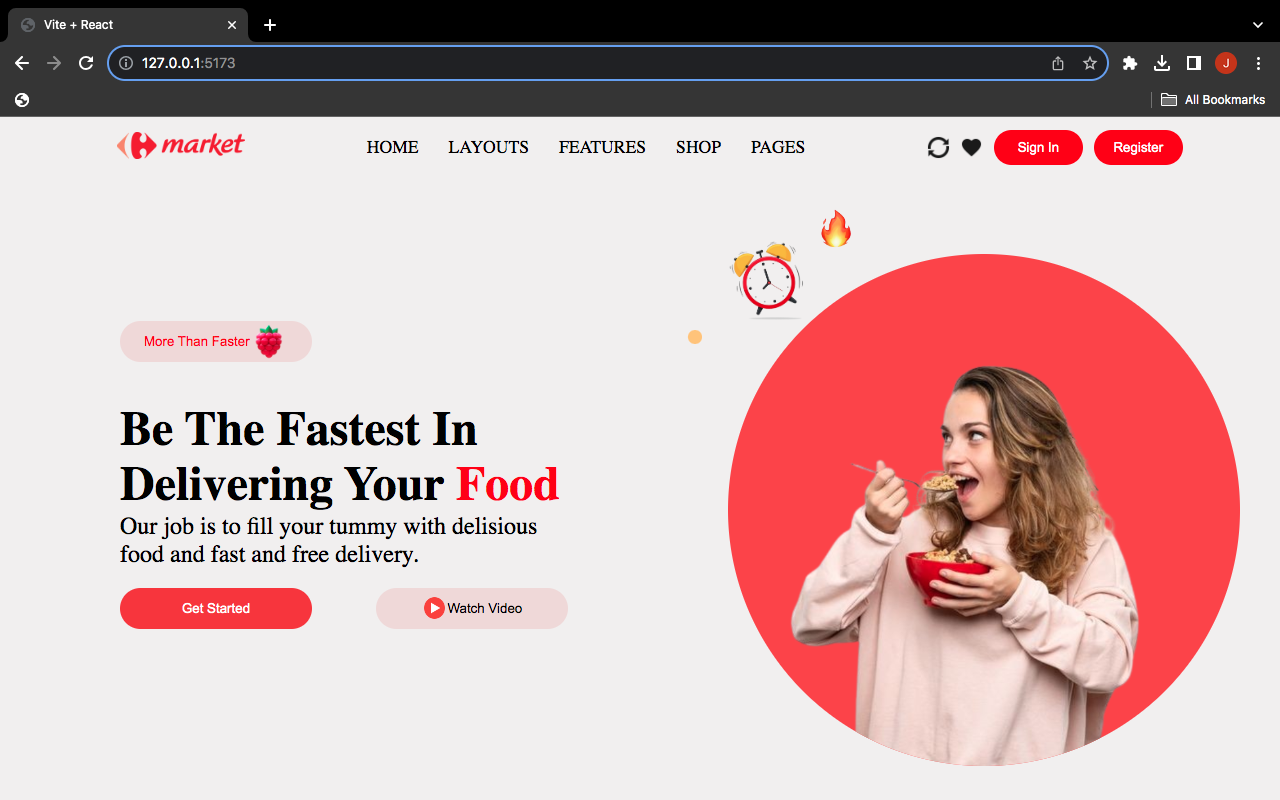 Vite + React
127.0.0.1:5173
J
All Bookmarks
market
HOME LAYOUTS FEATURES SHOP PAGES
Sign In
Register
More Than Faster
Be The Fastest In
Delivering Your Food
Our job is to fill your tummy with delisious
food and fast and free delivery.
Get Started
Watch Video